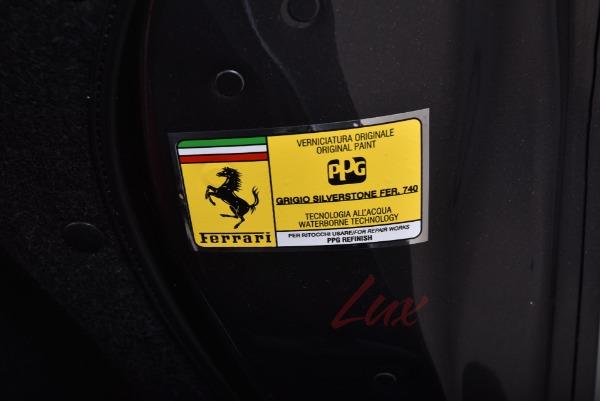 VERNICIATURA ORIGINALE
ORIGINAL PAINT
PPG
GRIGIO SILVERSTONE FER. 740
TECNOLOGIA ALL'ACQUA
WATERBORNE TECHNOLOGY
Ferrari
PER RITOCCHI USARE/FOR REPAIR WORKS
PPG REFINISH
Lux